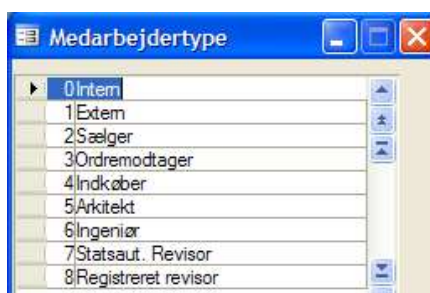 Medarbejdertype
0 Intern
1 Extern
2 Sælger
3 Ordremodtager
4 Indkøber
5 Arkitekt
6 Ingeniør
7 Statsaut. Revisor
8 Registreret revisor